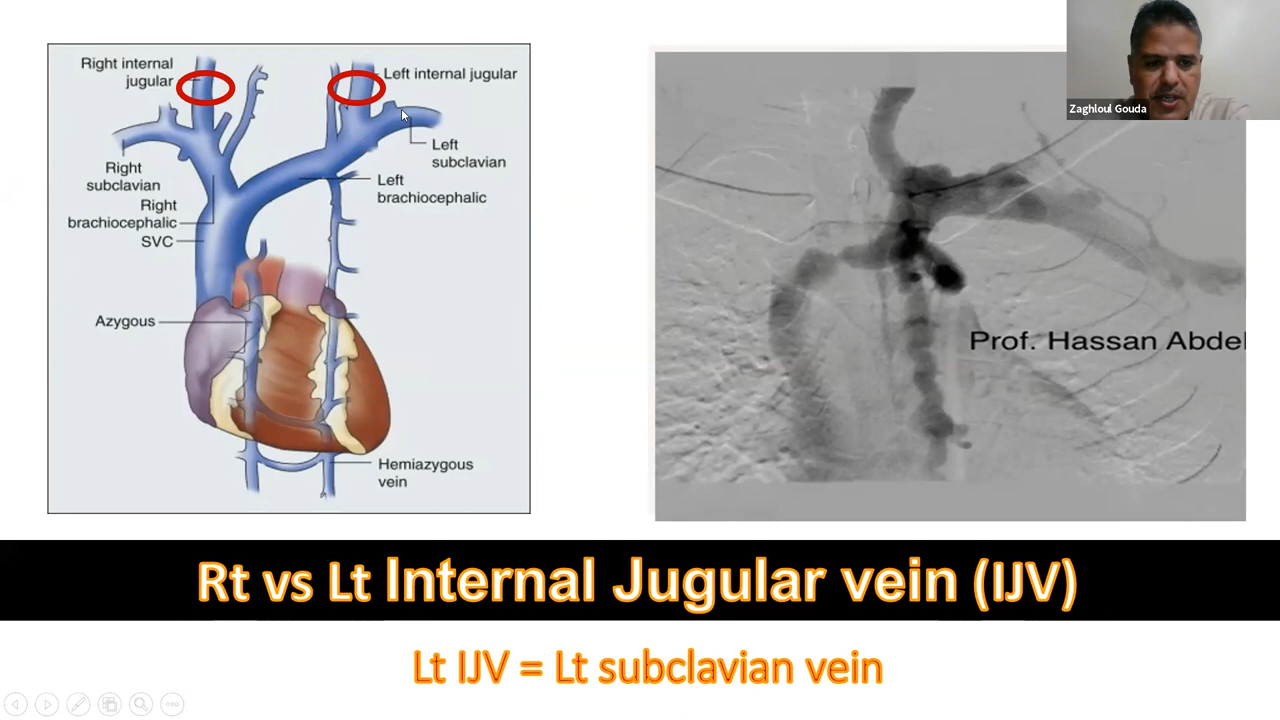 Right internal
jugular
Left internal jugular
Left
subclavian
Right
subclavian
Left
brachiocephalic
Right
brachiocephalic
SVC
Azygous
Hemiazygous
vein
Zaghloul Gouda
Prof. Hassan Abdel
Rt vs Lt Internal Jugular vein (IJV)
Lt IJV = Lt subclavian vein